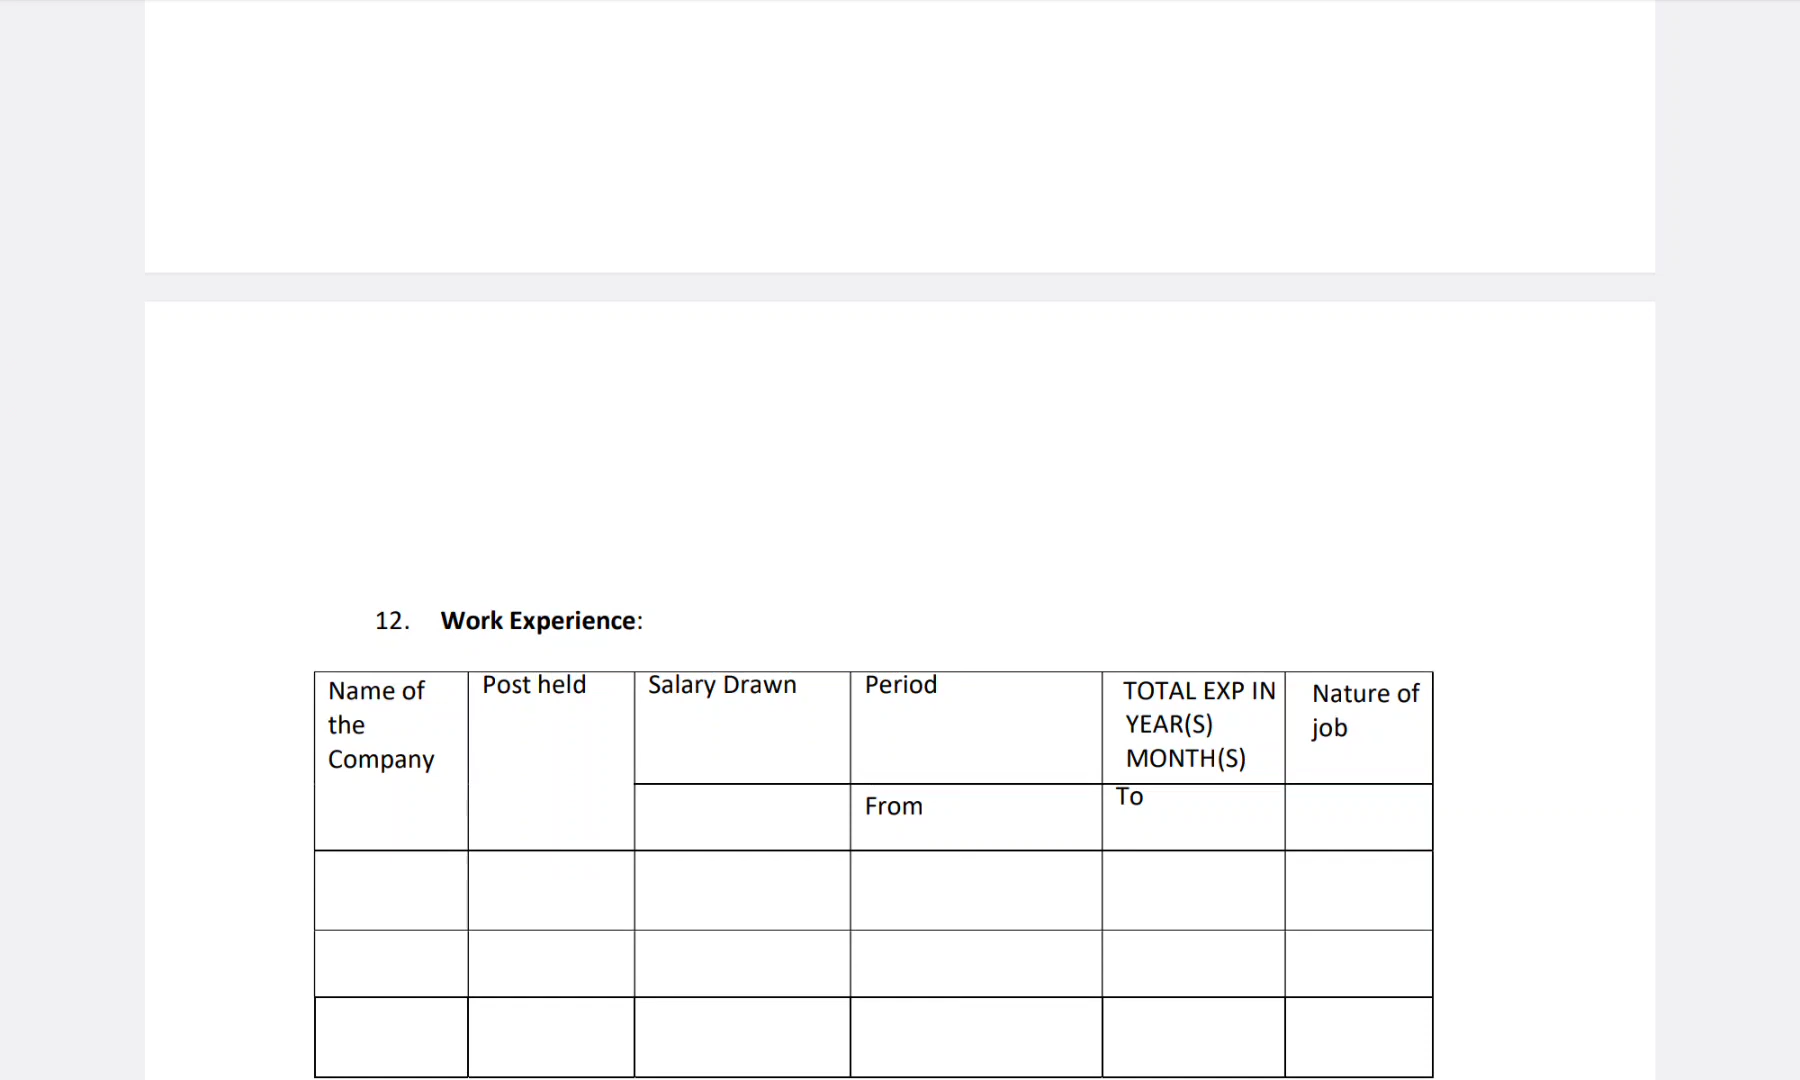 12. Work Experience:
Name of
the
Company
Post held
Salary Drawn
Period
TOTAL EXP IN
YEAR(S)
MONTH(S)
Nature of
job
From
To